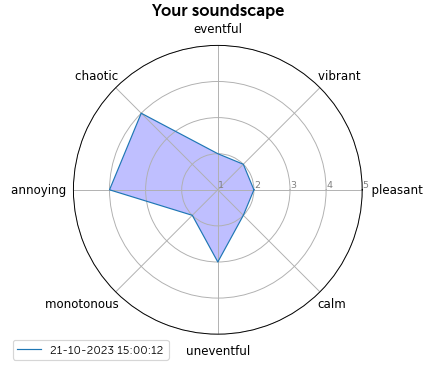 Your soundscape
eventful
chaotic
vibrant
annoying
1 2 3 4 5
pleasant
monotonous
calm
uneventful
21-10-2023 15:00:12